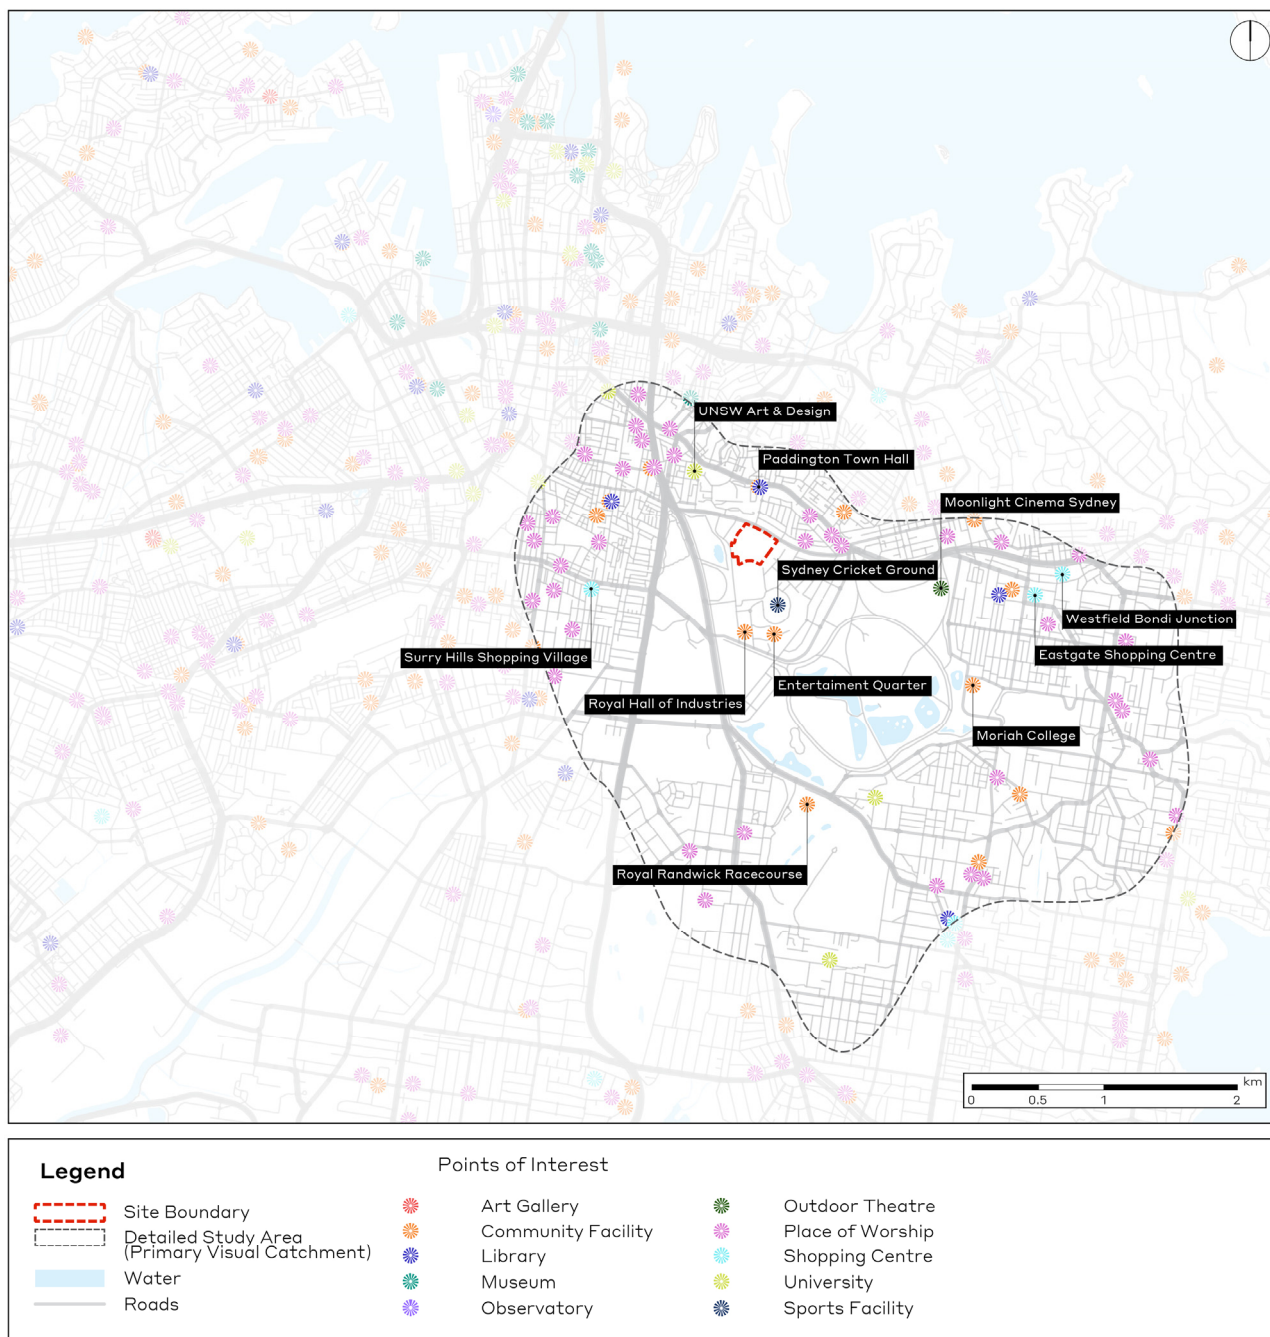 UNSW Art & Design
Paddington Town Hall
Moonlight Cinema Sydney
Sydney Cricket Ground
Westfield Bondi Junction
Surry Hills Shopping Village
Eastgate Shopping Centre
Entertaiment Quarter
Royal Hall of Industries
Moriah College
Royal Randwick Racecourse
km
0 0.5 1 2
Legend
Site Boundary
Detailed Study Area
(Primary Visual Catchment)
Water
Roads
Points of Interest
Art Gallery
Community Facility
Library
Museum
Observatory
Outdoor Theatre
Place of Worship
Shopping Centre
University
Sports Facility